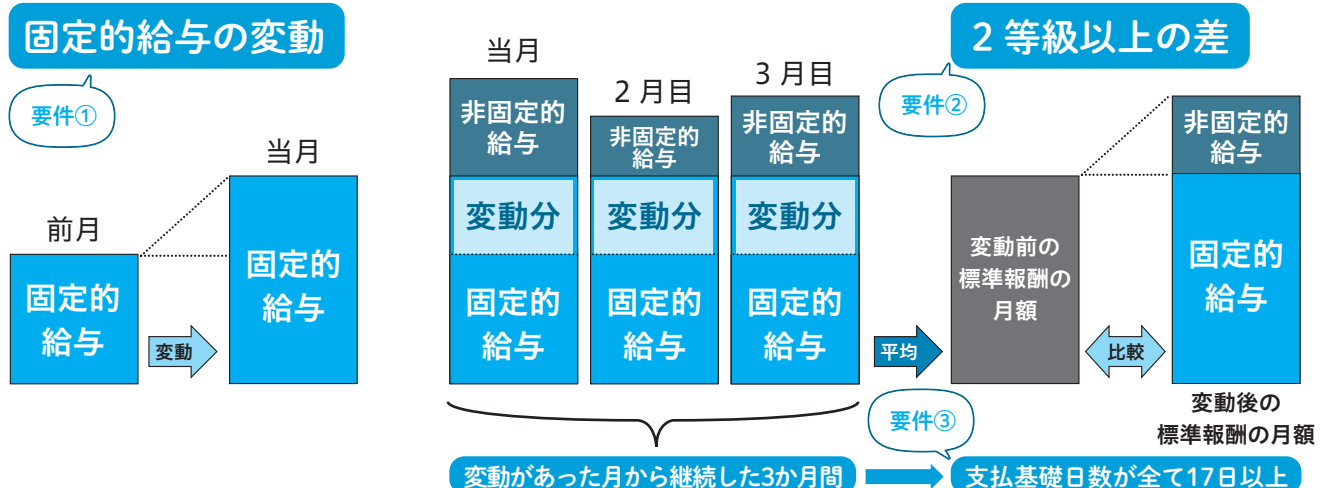 固定的給与の変動
要件①
前月
固定的
給与
変動
当月
固定的
給与
当月
非固定的
給与
変動分
固定的
給与
2 月目
非固定的
給与
変動分
固定的
給与
3 月目
非固定的
給与
変動分
固定的
給与
変動があった月から継続した3か月間
平均
2 等級以上の差
要件②
変動前の
標準報酬の
月額
比較
非固定的
給与
固定的
給与
変動後の
標準報酬の月額
要件③
支払基礎日数が全て17日以上